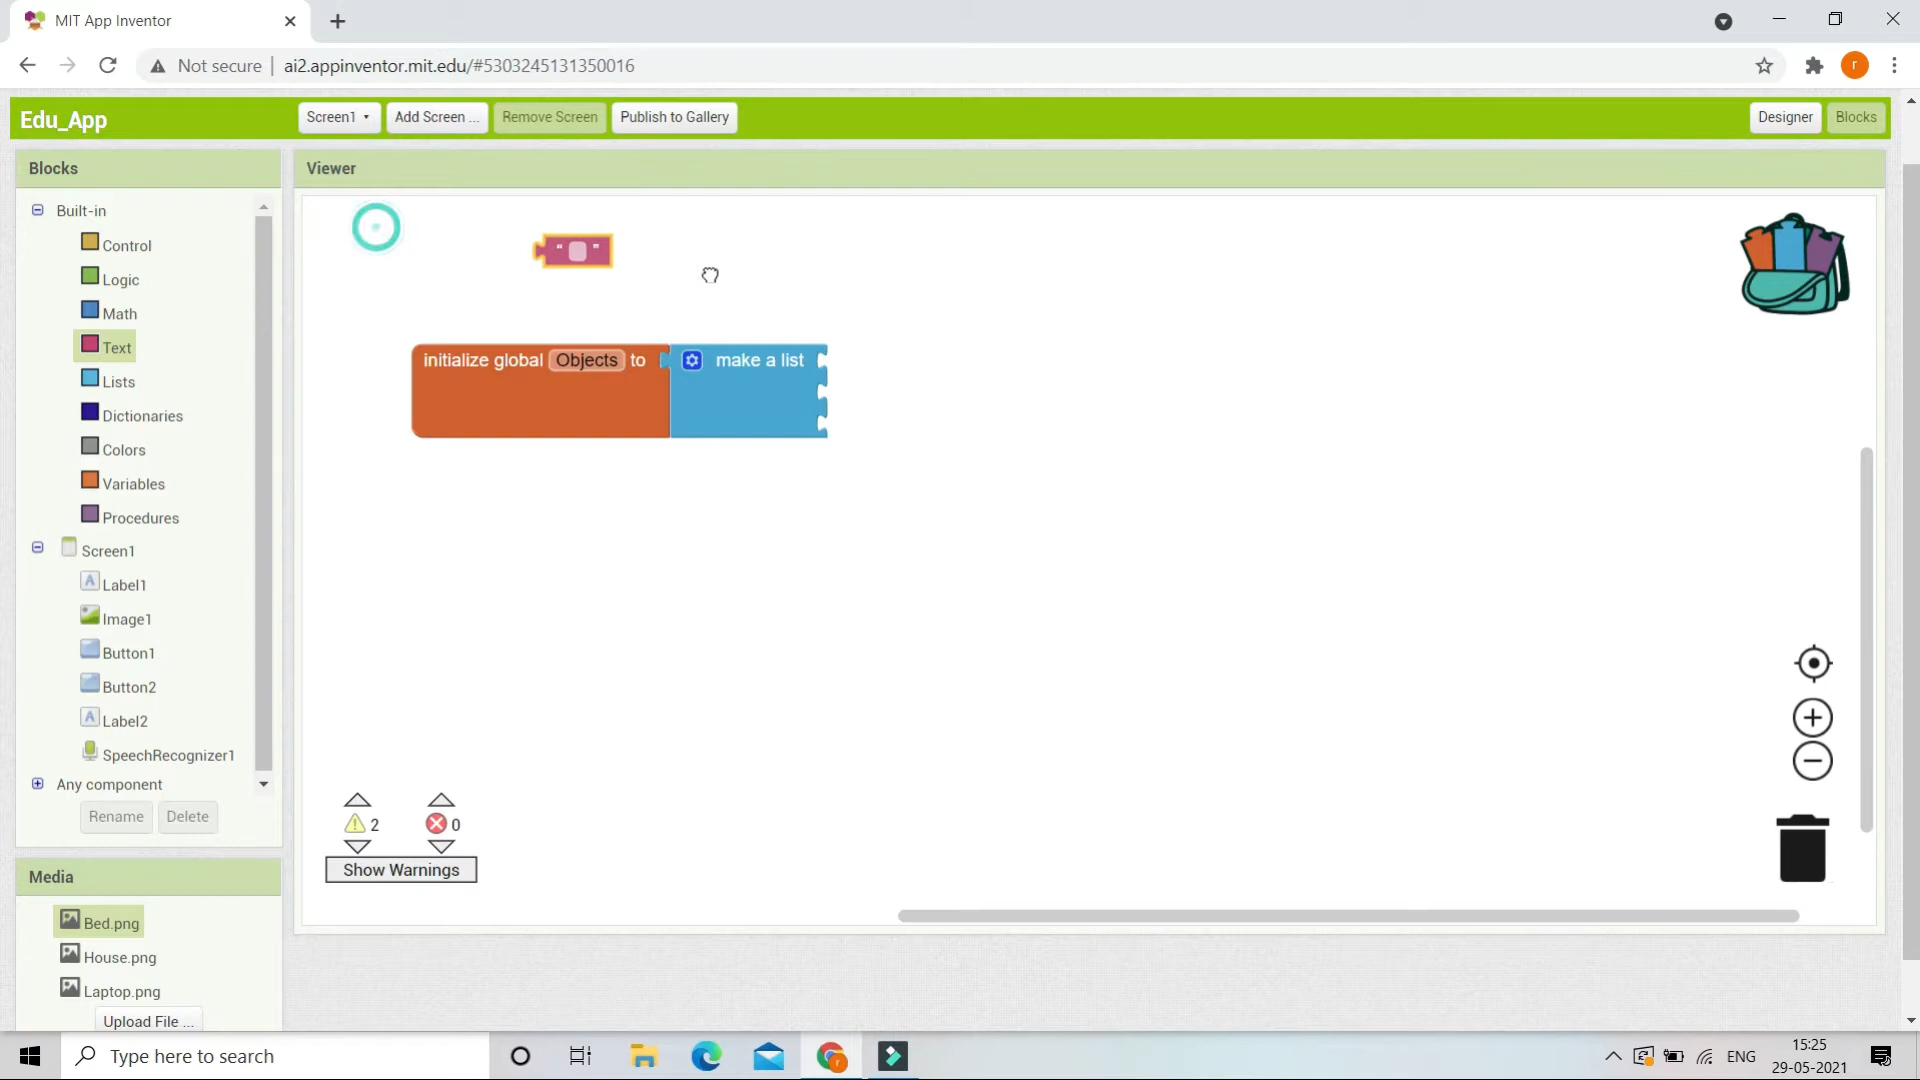 MIT App Inventor
Not secure
ai2.appinventor.mit.edu/#5303245131350016
r
Edu_App
Screen1
Add Screen ...
Remove Screen
Publish to Gallery
Designer
Blocks
Blocks
Viewer
Built-in
Control
Logic
Math
Text
Lists
Dictionaries
Colors
Variables
Procedures
Screen1
Label1
Image1
Button1
Button2
Label2
SpeechRecognizer1
Any component
Rename
Delete
" "
initialize global Objects to
make a list
2
0
Show Warnings
Media
Bed.png
House.png
Laptop.png
Upload File ...
Type here to search
ENG
15:25
29-05-2021